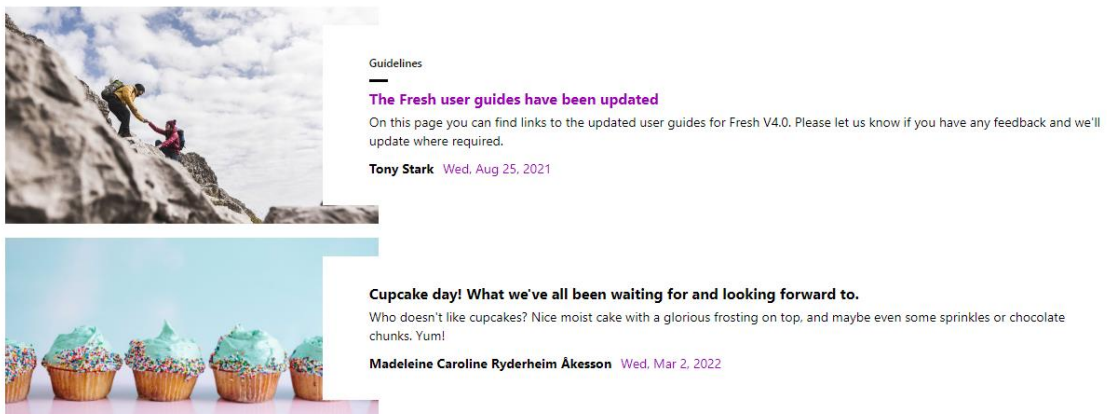 Guidelines
The Fresh user guides have been updated
On this page you can find links to the updated user guides for Fresh V4.0. Please let us know if you have any feedback and we'll
update where required.
Tony Stark Wed, Aug 25, 2021
Cupcake day! What we've all been waiting for and looking forward to.
Who doesn't like cupcakes? Nice moist cake with a glorious frosting on top, and maybe even some sprinkles or chocolate
chunks. Yum!
Madeleine Caroline Ryderheim Åkesson Wed, Mar 2, 2022